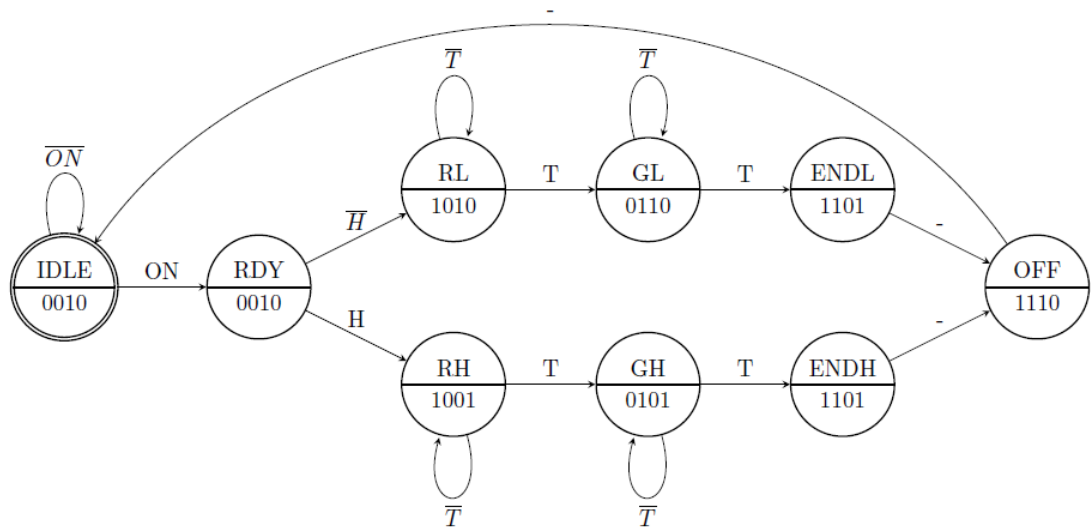 -
T̅
T̅
O̅N̅
RL
1010
T
GL
0110
T
ENDL
1101
H̅
-
IDLE
0010
ON
RDY
0010
OFF
1110
H
-
RH
1001
T
GH
0101
T
ENDH
1101
T̅
T̅